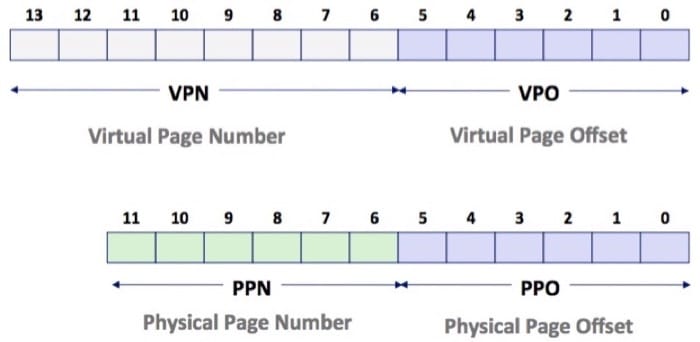 13 12 11 10 9 8 7 6 5 4 3 2 1 0
VPN VPO
Virtual Page Number Virtual Page Offset
11 10 9 8 7 6 5 4 3 2 1 0
PPN PPO
Physical Page Number Physical Page Offset